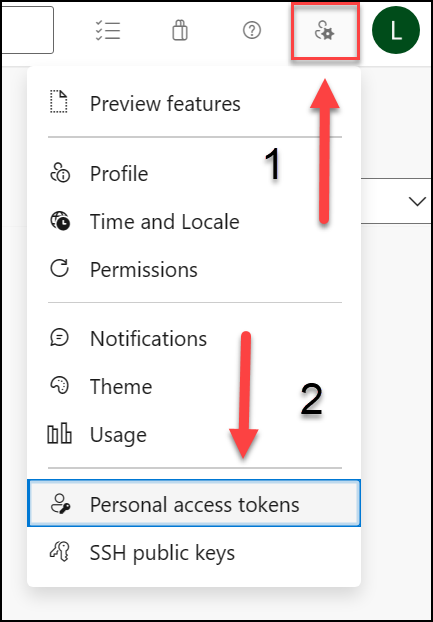 L
Preview features
1
Profile
Time and Locale
Permissions
Notifications
Theme
2
Usage
Personal access tokens
SSH public keys